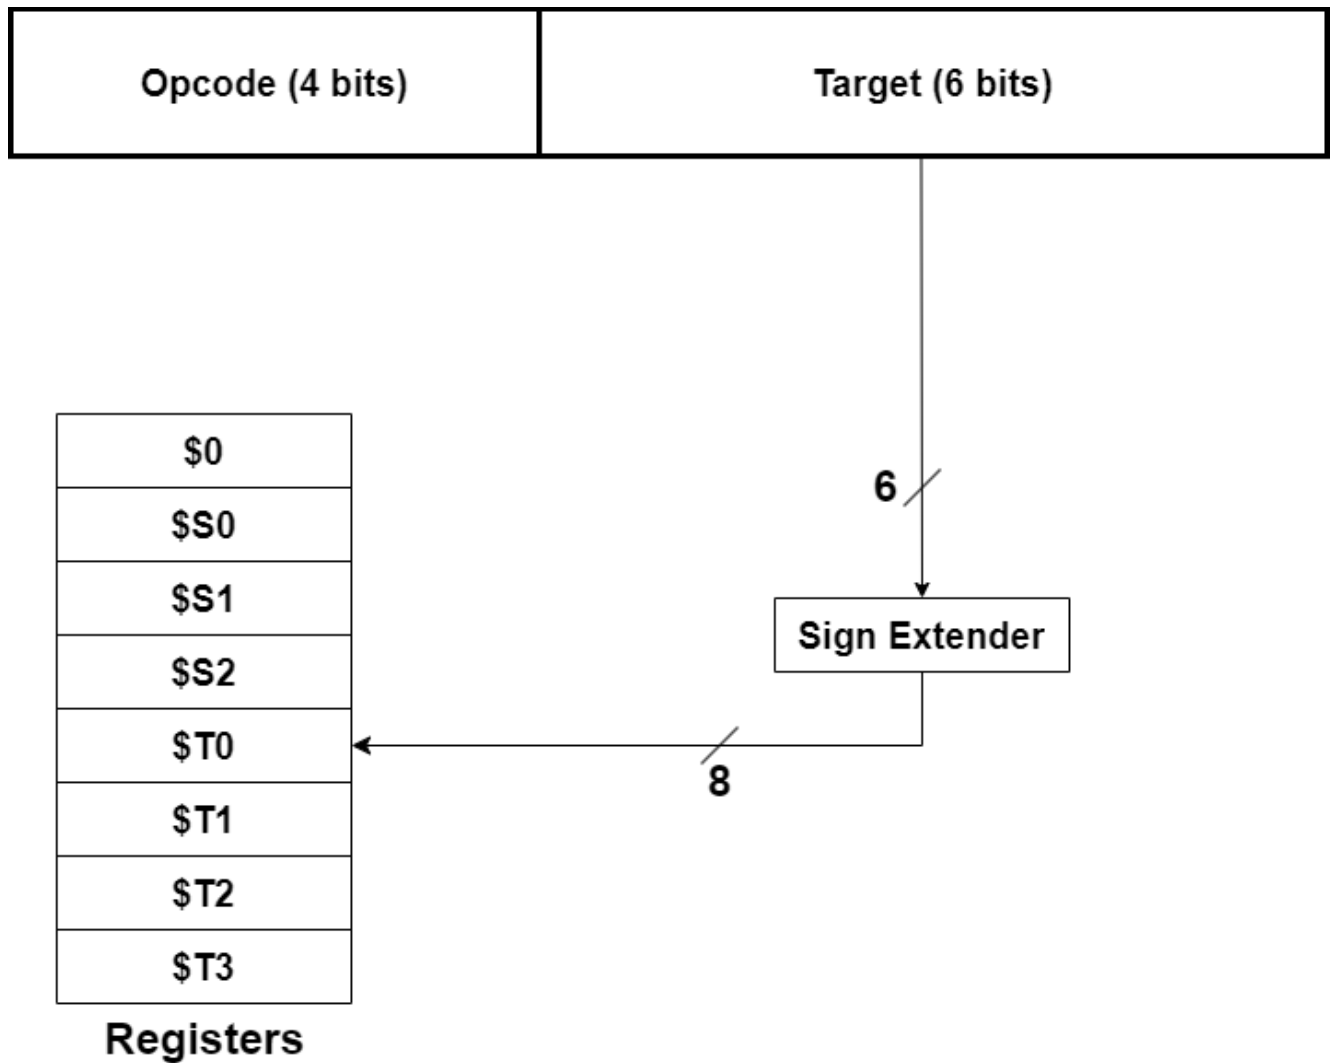 Opcode (4 bits)
Target (6 bits)
6
Sign Extender
8
$0
$S0
$S1
$S2
$T0
$T1
$T2
$T3
Registers